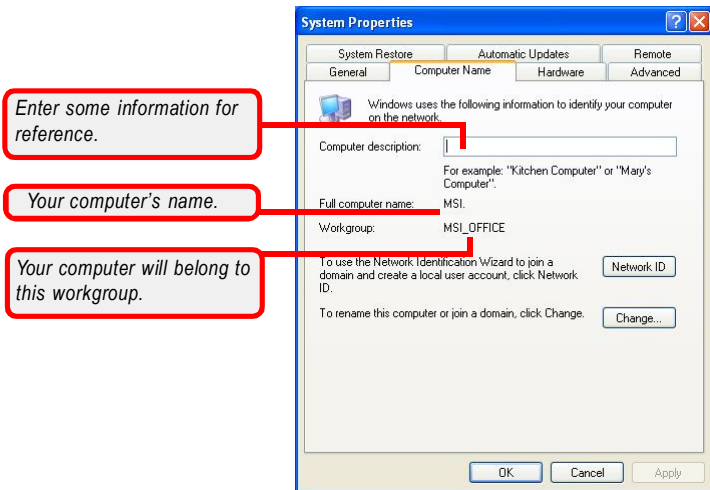 System Properties
System Restore Automatic Updates Remote
General Computer Name Hardware Advanced
Windows uses the following information to identify your computer
on the network.
Enter some information for
reference.
Computer description:
For example: "Kitchen Computer" or "Mary's
Computer".
Your computer's name.
Full computer name: MSI.
Workgroup: MSI_OFFICE
Your computer will belong to
this workgroup.
To use the Network Identification Wizard to join a
domain and create a local user account, click Network
ID.
Network ID
To rename this computer or join a domain, click Change.
Change...
OK Cancel Apply